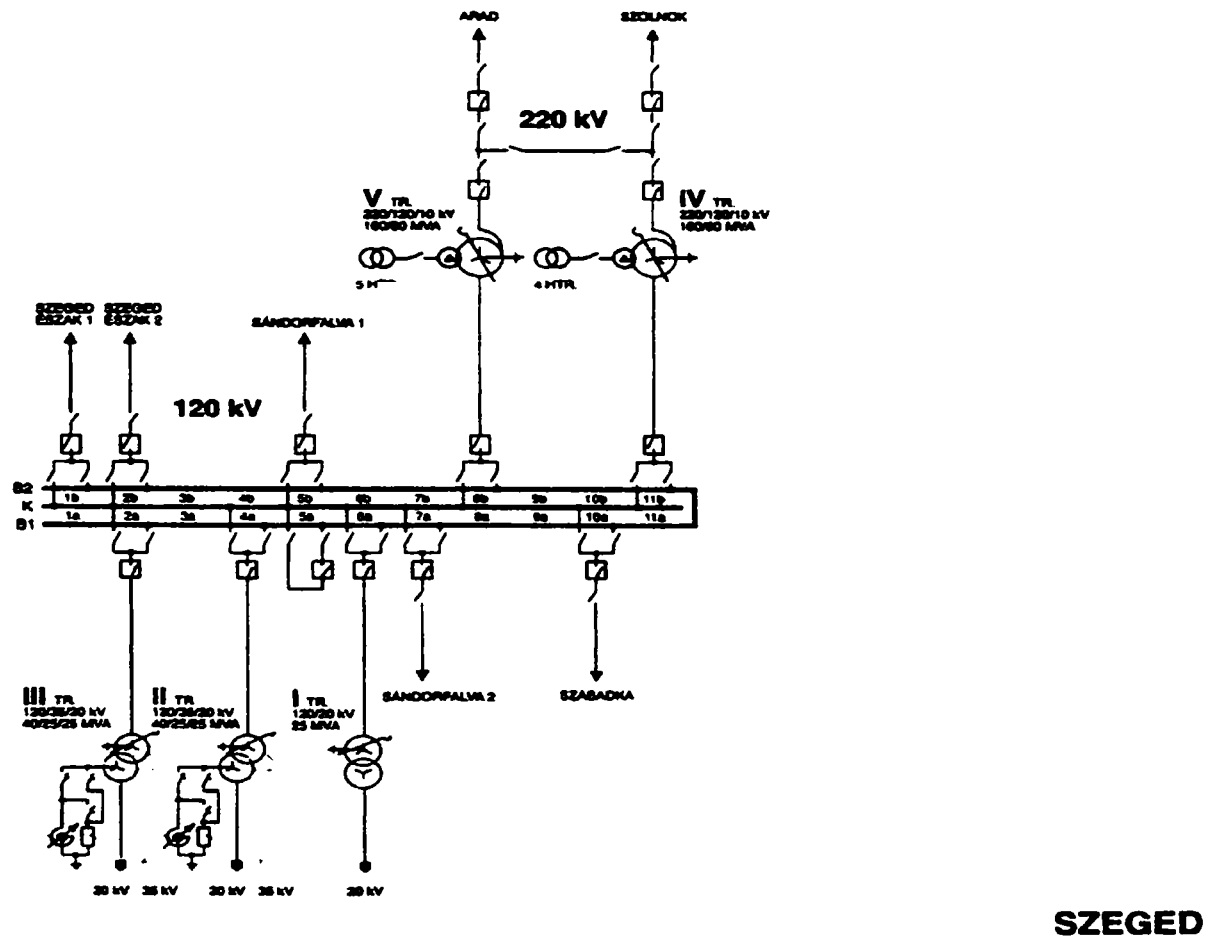 ARAD
SZOLNOK
220 kV
V TR.
220/120/10 kV
160/60 MVA
IV TR.
220/120/10 kV
160/60 MVA
5 H
4 HTR.
SZEGED
ÉSZAK 1
SZEGED
ÉSZAK 2
SÁNDORFALVA 1
120 kV
B2
1b 2b 3b 4b 5b 6b 7b 8b 9b 10b 11b
K
1a 2a 3a 4a 5a 6a 7a 8a 9a 10a 11a
B1
SÁNDORFALVA 2
SZABADKA
III TR.
120/35/20 kV
40/25/25 MVA
II TR.
120/35/20 kV
40/25/25 MVA
I TR.
120/20 kV
25 MVA
20 kV 35 kV 20 kV 35 kV 20 kV
SZEGED